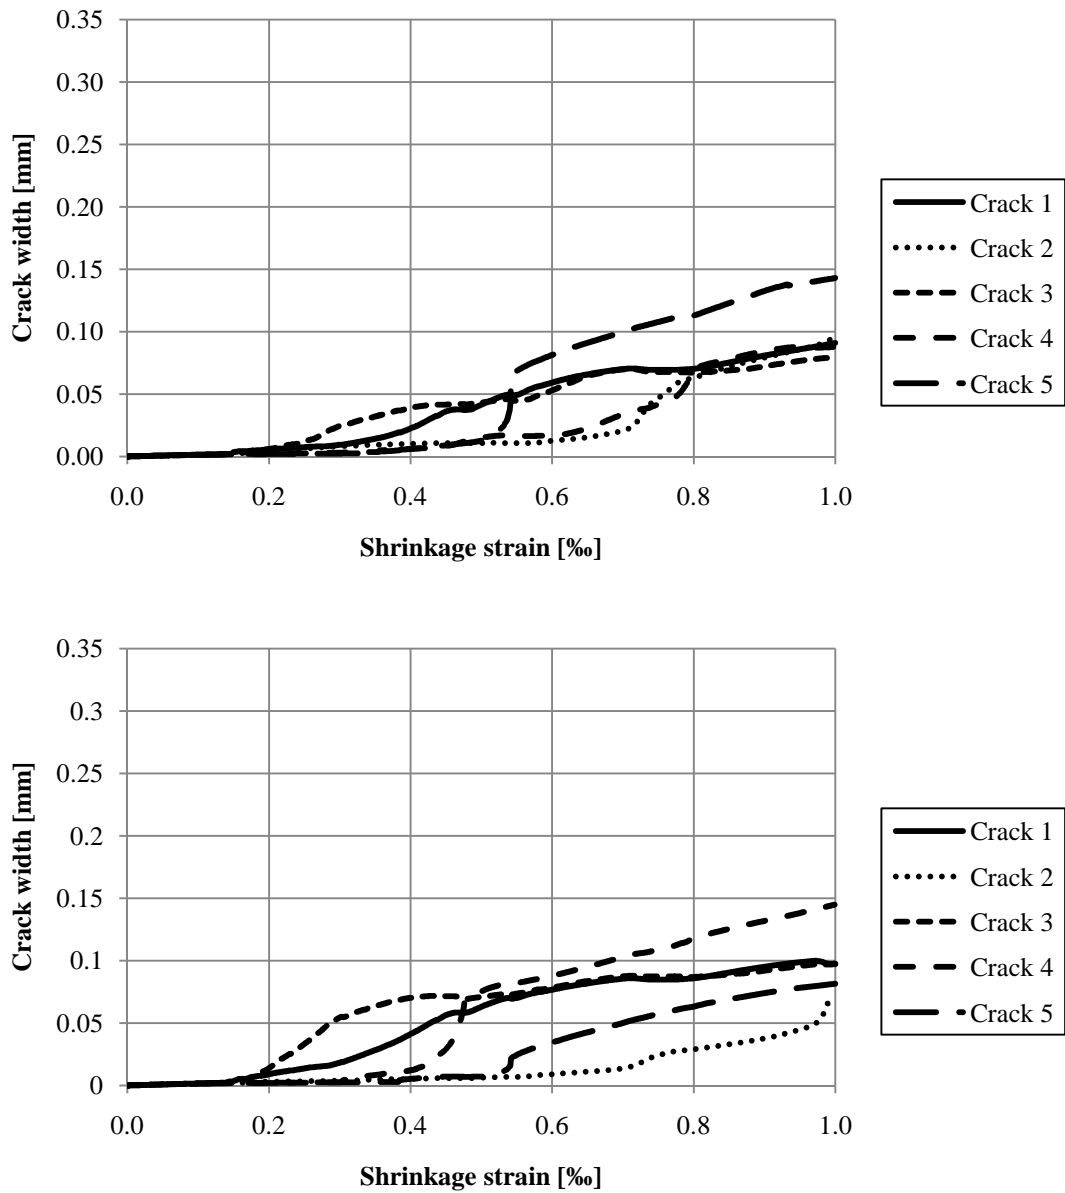 0.35
0.30
0.25
0.20
0.15
0.10
0.05
0.00
Crack width [mm]
0.0 0.2 0.4 0.6 0.8 1.0
Shrinkage strain [‰]
Crack 1
Crack 2
Crack 3
Crack 4
Crack 5
0.35
0.3
0.25
0.2
0.15
0.1
0.05
0
Crack width [mm]
0.0 0.2 0.4 0.6 0.8 1.0
Shrinkage strain [‰]
Crack 1
Crack 2
Crack 3
Crack 4
Crack 5